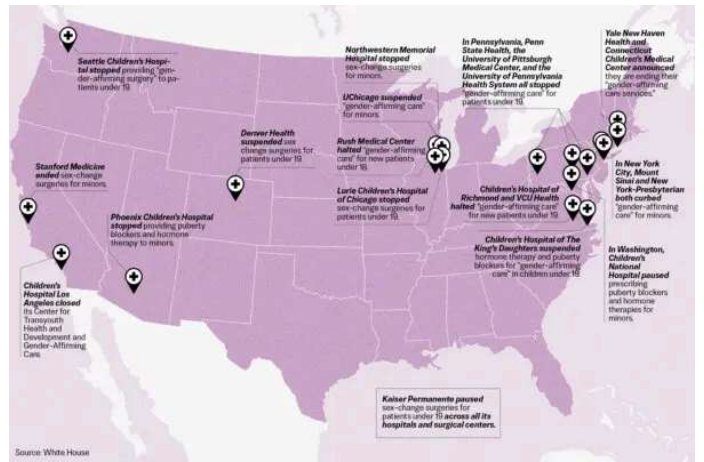 Seattle Children's Hospi-
tal stopped providing "gen-
der-affirming surgery" to pa-
tients under 19.
Northwestern Memorial
Hospital stopped
sex-change surgeries
for minors.
In Pennsylvania, Penn
State Health, the
University of Pittsburgh
Medical Center, and the
University of Pennsylvania
Health System all stopped
"gender-affirming care" for
patients under 19.
Yale New Haven
Health and
Connecticut
Children's Medical
Center announced
they are ending their
"gender-affirming
care services."
UChicago suspended
"gender-affirming care"
for minors.
Denver Health
suspended sex
change surgeries for
patients under 19.
Rush Medical Center
halted "gender-affirming
care" for new patients
under 18.
Stanford Medicine
ended sex-change
surgeries for minors.
Lurie Children's Hospital
of Chicago stopped
sex-change surgeries for
patients under 19.
Children's Hospital of
Richmond and VCU Health
halted "gender-affirming
care" for new patients under 19.
In New York
City, Mount
Sinai and New
York-Presbyterian
both curbed
"gender-affirming
care" for minors.
Phoenix Children's Hospital
stopped providing puberty
blockers and hormone
therapy to minors.
Children's Hospital of The
King's Daughters suspended
hormone therapy and puberty
blockers for "gender-affirming
care" in children under 19.
In Washington,
Children's
National
Hospital paused
prescribing
puberty blockers
and hormone
therapies for
minors.
Children's
Hospital Los
Angeles closed
its Center for
Transyouth
Health and
Development and
Gender-Affirming
Care.
Kaiser Permanente paused
sex-change surgeries for
patients under 19 across all its
hospitals and surgical centers.
Source: White House